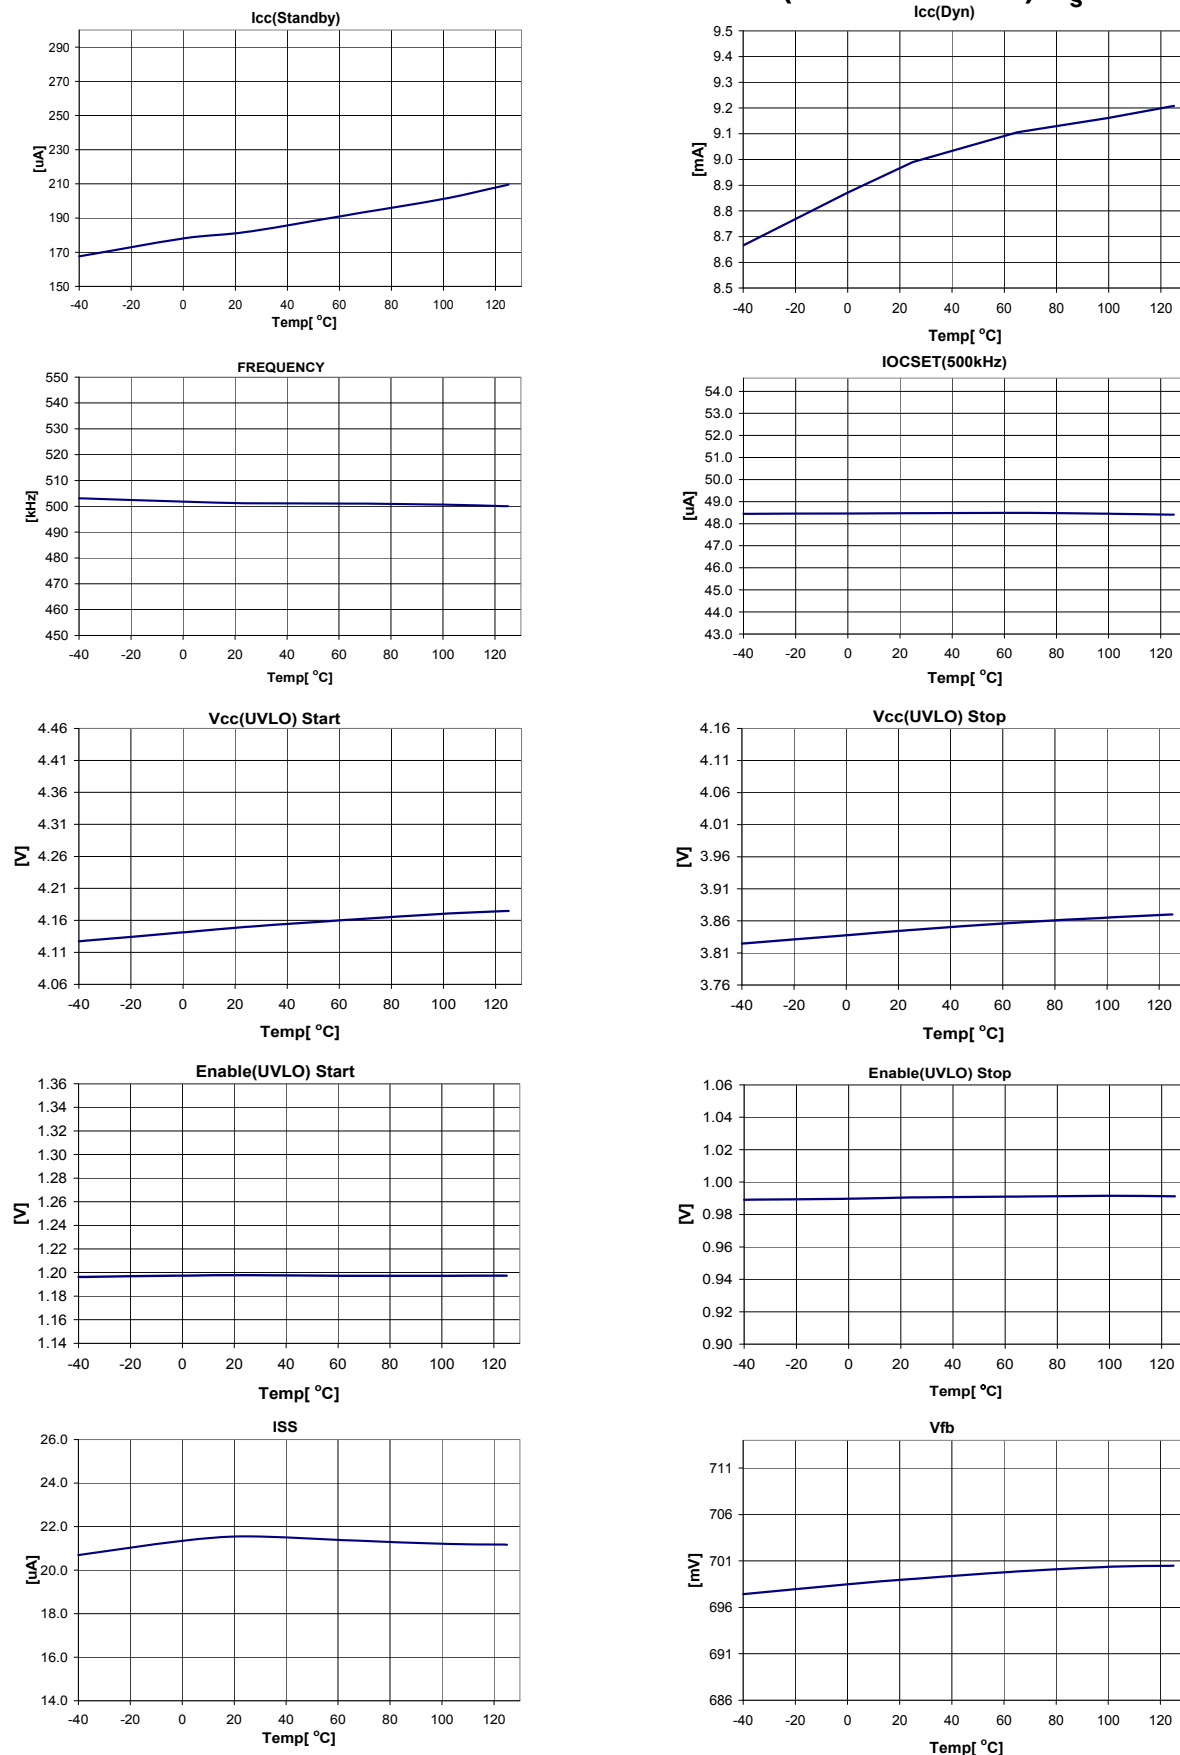 Icc(Standby)
290
270
250
230
210
190
170
150
[uA]
-40 -20 0 20 40 60 80 100 120
Temp[ °C]
Icc(Dyn)
9.5
9.4
9.3
9.2
9.1
9.0
8.9
8.8
8.7
8.6
8.5
[mA]
-40 -20 0 20 40 60 80 100 120
Temp[ °C]
FREQUENCY
550
540
530
520
510
500
490
480
470
460
450
[kHz]
-40 -20 0 20 40 60 80 100 120
Temp[ °C]
IOCSET(500kHz)
54.0
53.0
52.0
51.0
50.0
49.0
48.0
47.0
46.0
45.0
44.0
43.0
[uA]
-40 -20 0 20 40 60 80 100 120
Temp[ °C]
Vcc(UVLO) Start
4.46
4.41
4.36
4.31
4.26
4.21
4.16
4.11
4.06
[V]
-40 -20 0 20 40 60 80 100 120
Temp[ °C]
Vcc(UVLO) Stop
4.16
4.11
4.06
4.01
3.96
3.91
3.86
3.81
3.76
[V]
-40 -20 0 20 40 60 80 100 120
Temp[ °C]
Enable(UVLO) Start
1.36
1.34
1.32
1.30
1.28
1.26
1.24
1.22
1.20
1.18
1.16
1.14
[V]
-40 -20 0 20 40 60 80 100 120
Temp[ °C]
Enable(UVLO) Stop
1.06
1.04
1.02
1.00
0.98
0.96
0.94
0.92
0.90
[V]
-40 -20 0 20 40 60 80 100 120
Temp[ °C]
ISS
26.0
24.0
22.0
20.0
18.0
16.0
14.0
[uA]
-40 -20 0 20 40 60 80 100 120
Temp[ °C]
Vfb
711
706
701
696
691
686
[mV]
-40 -20 0 20 40 60 80 100 120
Temp[ °C]